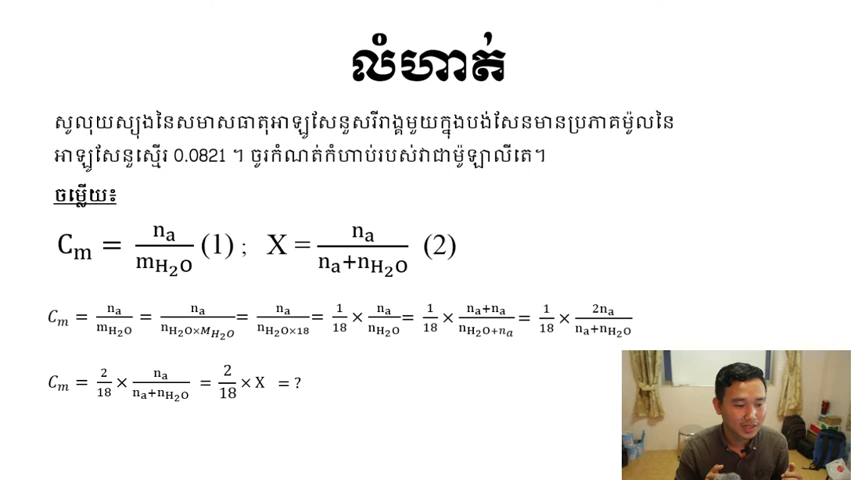 លំហាត់
សូលុយស្យុងនៃសមាសធាតុអាឡូសែនួសរីរាង្គមួយក្នុងបង់សែនមានប្រភាគម៉ូលនៃ
អាឡូសែនួស្មើរ 0.0821 ។ ចូរកំណត់កំហាប់របស់វាជាម៉ូឡាលីតេ។
ចម្លើយ៖
Cm = na / mH₂O (1) ; X = na / na+nH₂O (2)
Cm = na / mH₂O = na / nH₂O×MH₂O = na / nH₂O×18 = 1/18 × na / nH₂O = 1/18 × na+na / nH₂O+na = 1/18 × 2na / na+nH₂O
Cm = 2/18 × na / na+nH₂O = 2/18 × X = ?